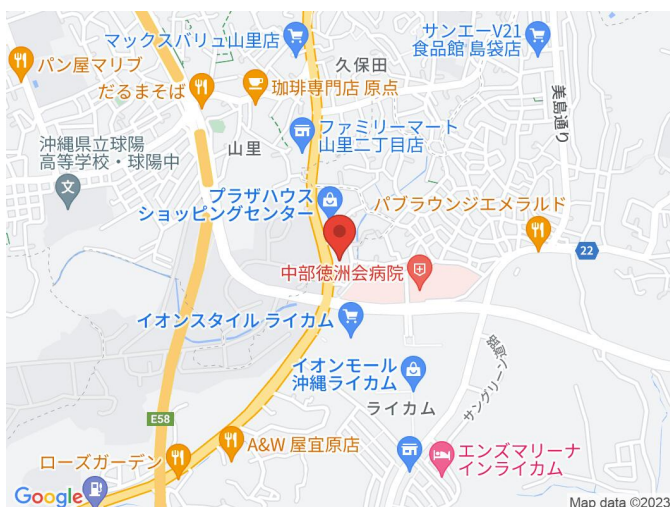 マックスバリュ山里店
サンエーV21
食品館 島袋店
久保田
パン屋マリブ
だるまそば
珈琲専門店 原点
美島通り
ファミリーマート
山里二丁目店
沖縄県立球陽
高等学校・球陽中
文
山里
プラザハウス
ショッピングセンター
パブラウンジエメラルド
22
中部徳洲会病院
イオンスタイル ライカム
サングリーン道路
イオンモール
沖縄ライカム
ライカム
E58
A&W 屋宜原店
ローズガーデン
エンズマリーナ
インライカム
Google
Map data ©2023